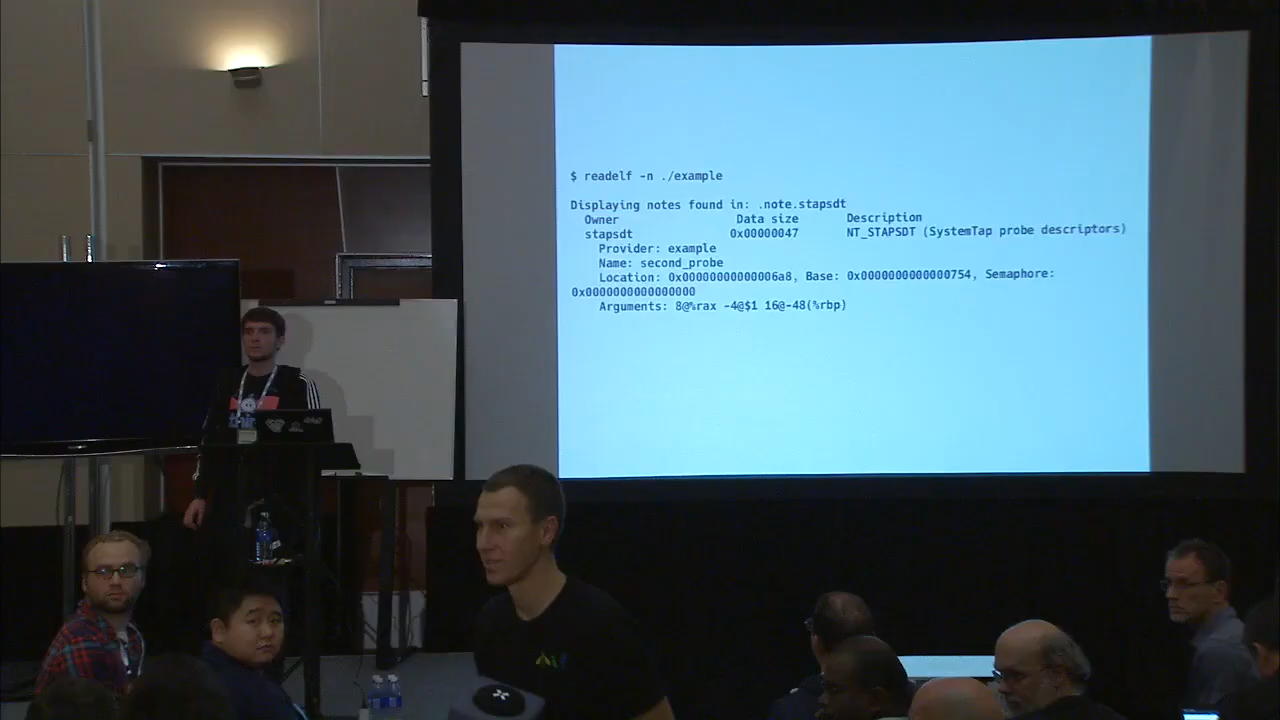 $ readelf -n ./example
Displaying notes found in: .note.stapsdt
Owner Data size Description
stapsdt 0x00000047 NT_STAPSDT (SystemTap probe descriptors)
Provider: example
Name: second_probe
Location: 0x00000000000006a8, Base: 0x0000000000000754, Semaphore:
0x0000000000000000
Arguments: 8@%rax -4@$1 16@-48(%rbp)